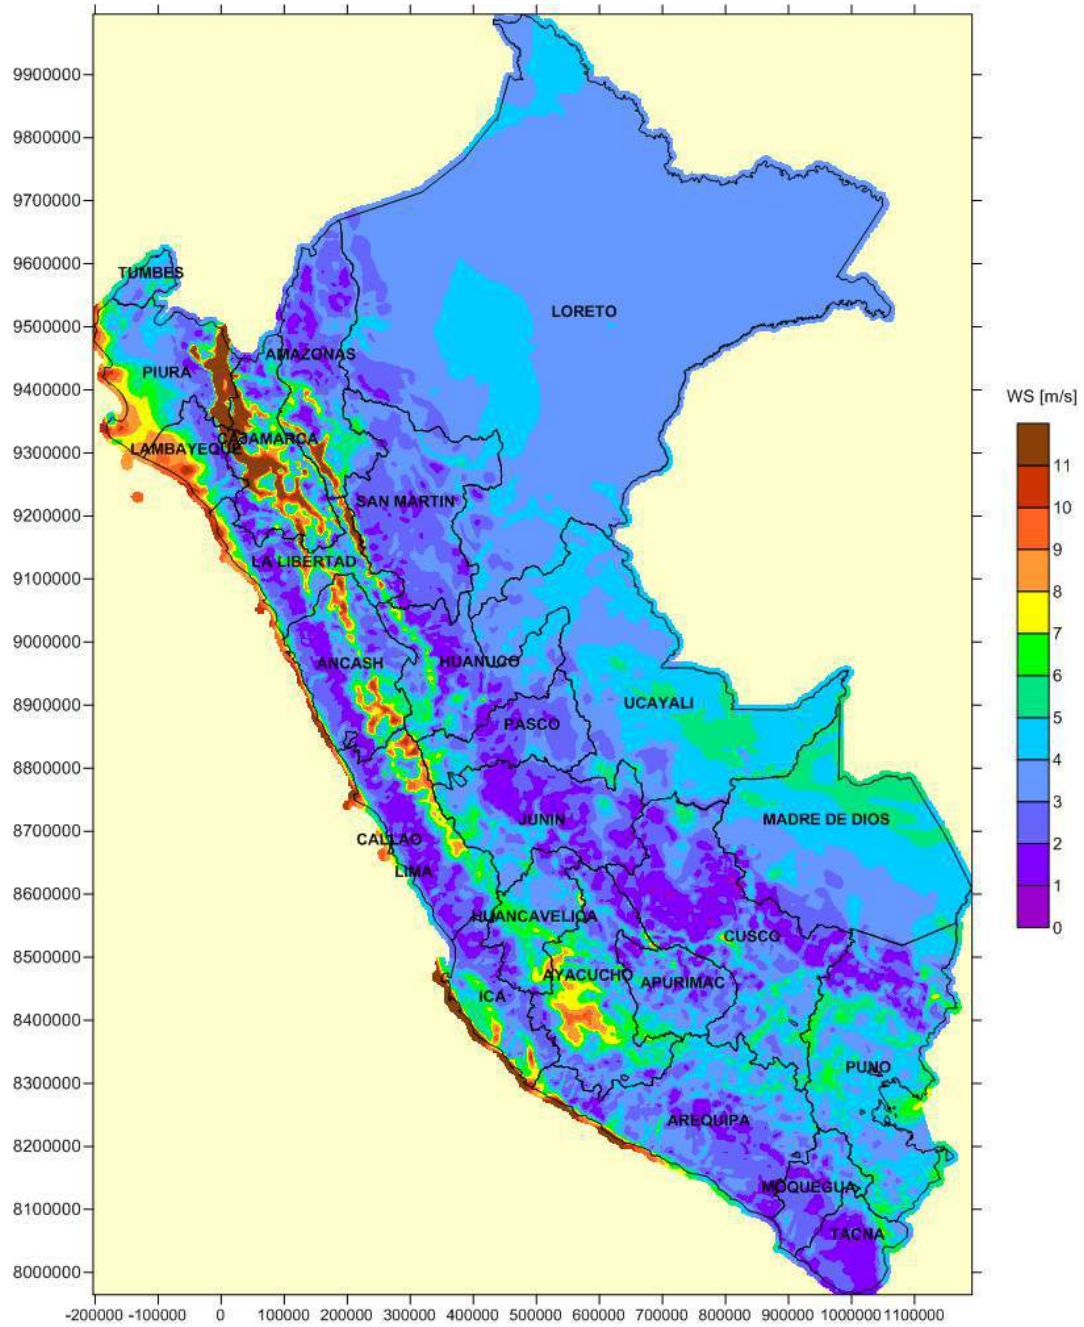 9900000
9800000
9700000
9600000
TUMBES
LORETO
9500000
AMAZONAS
PIURA
9400000
WS [m/s]
CAJAMARCA
LAMBAYEQUE
9300000
11
SAN MARTIN
10
9200000
9
LA LIBERTAD
9100000
8
7
9000000
ANCASH
HUANUCO
6
UCAYALI
8900000
PASCO
5
4
8800000
JUNIN
MADRE DE DIOS
3
8700000
CALLAO
2
LIMA
8600000
1
HUANCAVELICA
0
CUSCO
8500000
AYACUCHO
APURIMAC
ICA
8400000
PUNO
8300000
AREQUIPA
8200000
MOQUEGUA
8100000
TACNA
8000000
-200000 -100000 0 100000 200000 300000 400000 500000 600000 700000 800000 900000 1000000 1100000